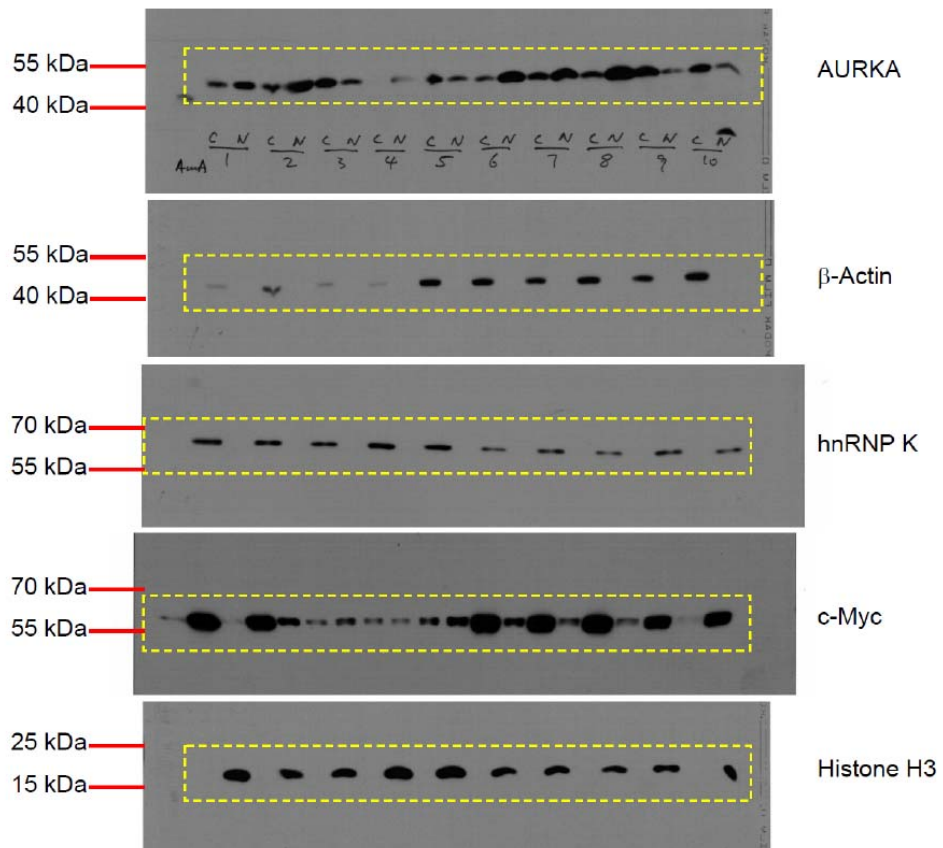 55 kDa
40 kDa
AURKA
C N C N C N C N C N C N C N C N C N C N
1 2 3 4 5 6 7 8 9 10
AurA
55 kDa
40 kDa
β-Actin
70 kDa
55 kDa
hnRNP K
70 kDa
55 kDa
c-Myc
25 kDa
15 kDa
Histone H3